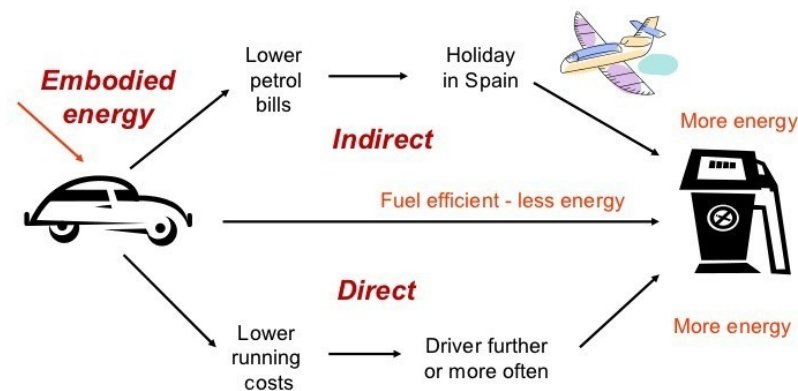 Embodied
energy
Lower
petrol
bills
Holiday
in Spain
Indirect
More energy
Fuel efficient - less energy
Direct
More energy
Lower
running
costs
Driver further
or more often